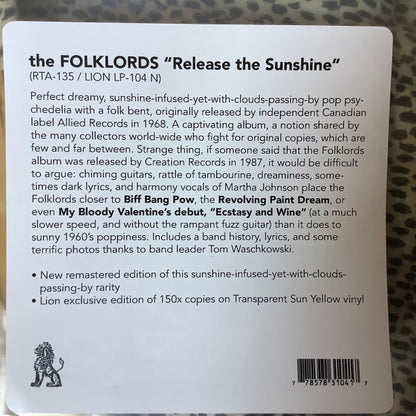 the FOLKLORDS “Release the Sunshine”
(RTA-135 / LION LP-104 N)
Perfect dreamy, sunshine-infused-yet-with-clouds-passing-by pop psy-
chedelia with a folk bent, originally released by independent Canadian
label Allied Records in 1968. A captivating album, a notion shared by
the many collectors world-wide who fight for original copies, which are
few and far between. Strange thing, if someone said that the Folklords
album was released by Creation Records in 1987, it would be difficult
to argue: chiming guitars, rattle of tambourine, dreaminess, some-
times dark lyrics, and harmony vocals of Martha Johnson place the
Folklords closer to Biff Bang Pow, the Revolving Paint Dream, or
even My Bloody Valentine’s debut, “Ecstasy and Wine” (at a much
slower speed, and without the rampant fuzz guitar) than it does to
sunny 1960’s poppiness. Includes a band history, lyrics, and some
terrific photos thanks to band leader Tom Waschkowski.
• New remastered edition of this sunshine-infused-yet-with-clouds-
passing-by rarity
• Lion exclusive edition of 150x copies on Transparent Sun Yellow vinyl
7 78578 31041 7